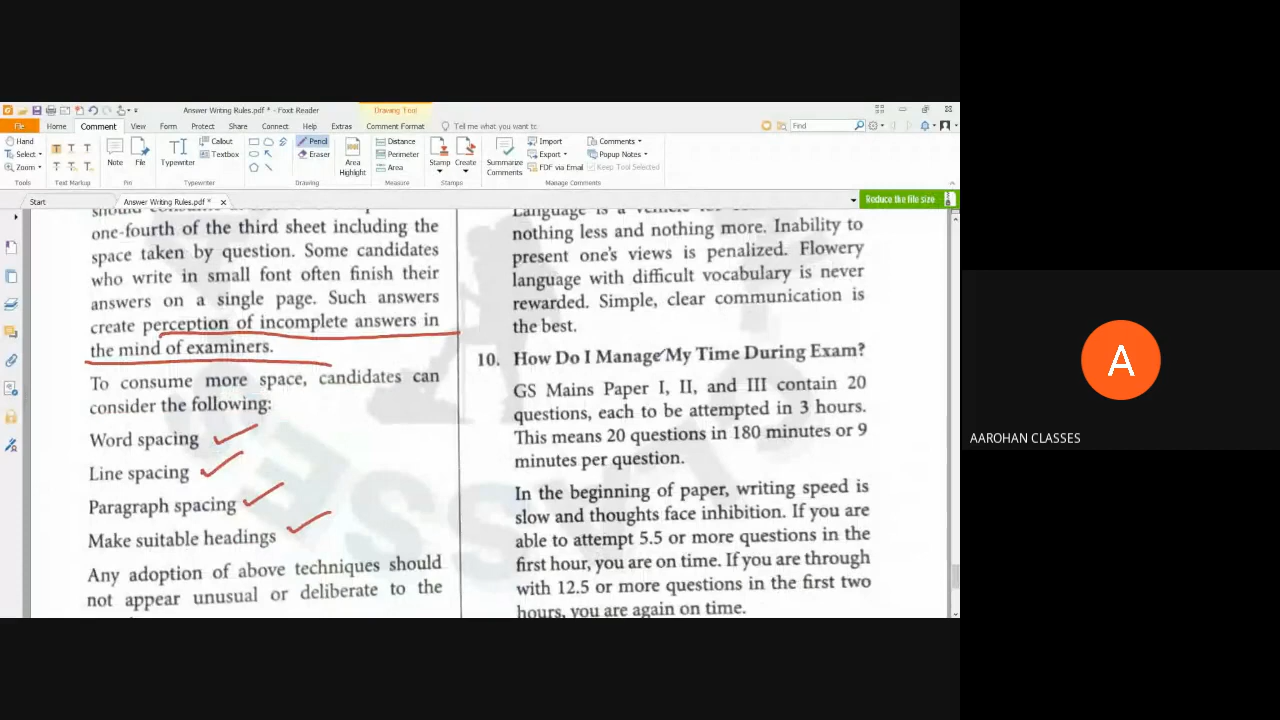 Answer Writing Rules.pdf * - Foxit Reader
Drawing Tool
File Home Comment View Form Protect Share Connect Help Extras Comment Format Tell me what you want tc
Find
Hand
Select
Zoom
Tools
Text Markup
Note
File
Pin
Typewriter
Callout
Textbox
Typewriter
Pencil
Eraser
Drawing
Area
Highlight
Distance
Perimeter
Area
Measure
Stamp
Create
Stamps
Summarize
Comments
Import
Export
FDF via Email
Comments
Popup Notes
Keep Tool Selected
Manage Comments
Start
Answer Writing Rules.pdf *
Reduce the file size
one-fourth of the third sheet including the
space taken by question. Some candidates
who write in small font often finish their
answers on a single page. Such answers
create perception of incomplete answers in
the mind of examiners.
To consume more space, candidates can
consider the following:
Word spacing
Line spacing
Paragraph spacing
Make suitable headings
Any adoption of above techniques should
not appear unusual or deliberate to the
Language is a vehicle
nothing less and nothing more. Inability to
present one's views is penalized. Flowery
language with difficult vocabulary is never
rewarded. Simple, clear communication is
the best.
10. How Do I Manage My Time During Exam?
GS Mains Paper I, II, and III contain 20
questions, each to be attempted in 3 hours.
This means 20 questions in 180 minutes or 9
minutes per question.
In the beginning of paper, writing speed is
slow and thoughts face inhibition. If you are
able to attempt 5.5 or more questions in the
first hour, you are on time. If you are through
with 12.5 or more questions in the first two
hours, you are again on time.
A
AAROHAN CLASSES